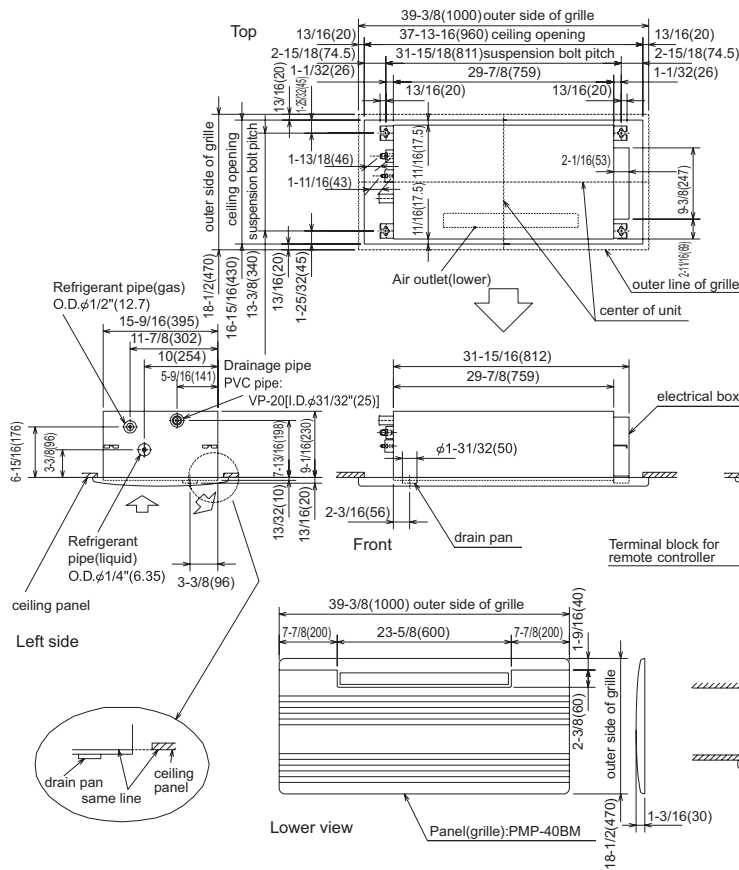 Top
39-3/8(1000) outer side of grille
13/16(20)
37-13-16(960) ceiling opening
13/16(20)
2-15/18(74.5)
31-15/18(811)suspension bolt pitch
2-15/18(74.5)
1-1/32(26)
29-7/8(759)
1-1/32(26)
13/16(20)
13/16(20)
13/16(20)
1-25/32(45)
outer side of grille
ceiling opening
suspension bolt pitch
1-13/18(46)
1-11/16(43)
11/16(17.5)
11/16(17.5)
2-1/16(53)
9-3/8(247)
2-11/16(69)
18-1/2(470)
16-15/16(430)
13-3/8(340)
13/16(20)
1-25/32(45)
Air outlet(lower)
outer line of grille
center of unit
Refrigerant pipe(gas)
O.D.ø1/2"(12.7)
15-9/16(395)
11-7/8(302)
10(254)
5-9/16(141)
Drainage pipe
PVC pipe:
VP-20[I.D.ø31/32"(25)]
6-15/16(176)
3-3/8(96)
7-13/16(198)
9-1/16(230)
13/32(10)
13/16(20)
Refrigerant
pipe(liquid)
O.D.ø1/4"(6.35)
3-3/8(96)
ceiling panel
Left side
31-15/16(812)
29-7/8(759)
electrical box
ø1-31/32(50)
2-3/16(56)
drain pan
Front
Terminal block for
remote controller
drain pan
same line
ceiling
panel
39-3/8(1000) outer side of grille
7-7/8(200)
23-5/8(600)
7-7/8(200)
1-9/16(40)
2-3/8(60)
outer side of grille
18-1/2(470)
1-3/16(30)
Lower view
Panel(grille):PMP-40BM